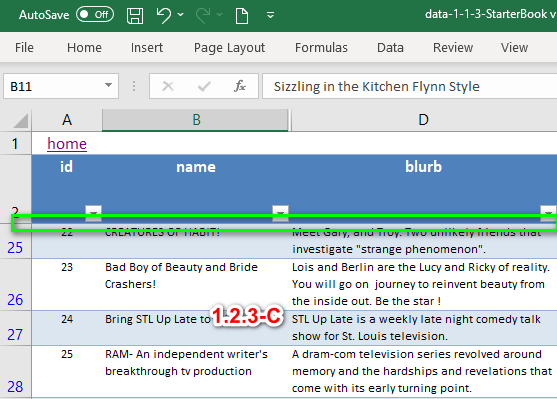 AutoSave Off data-1-1-3-StarterBook v
File Home Insert Page Layout Formulas Data Review View
B11 fx Sizzling in the Kitchen Flynn Style
A B D
1 home
id name blurb
2
25 22 CREATURES OF HABIT! Meet Gary, and Troy. Two unlikely friends that
investigate "strange phenomenon".
23 Bad Boy of Beauty and Bride Lois and Berlin are the Lucy and Ricky of reality.
Crashers! You will go on journey to reinvent beauty from
26 the inside out. Be the star !
24 Bring STL Up Late to 1.2.3-C STL Up Late is a weekly late night comedy talk
27 show for St. Louis television.
25 RAM- An independent writer's A dram-com television series revolved around
breakthrough tv production memory and the hardships and revelations that
28 come with its early turning point.